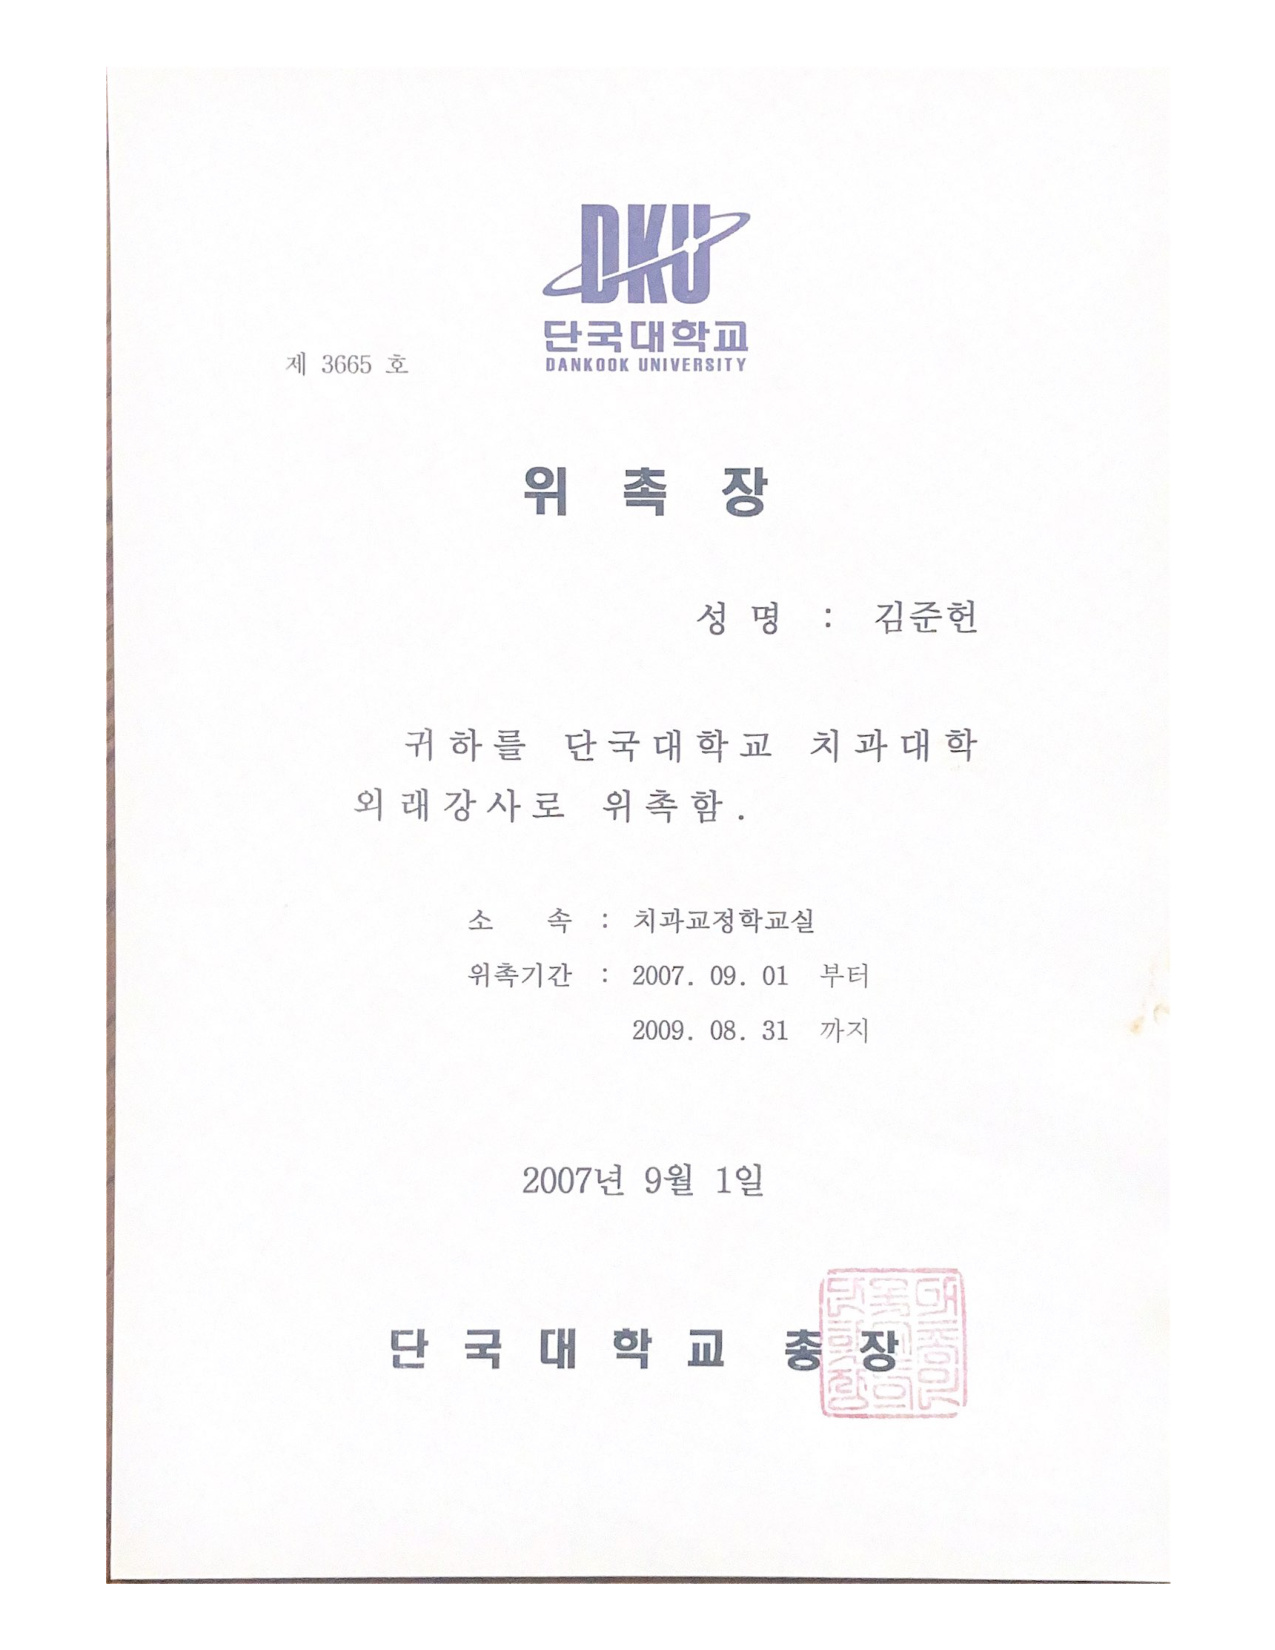 DKU
단국대학교
DANKOOK UNIVERSITY
제 3665 호
위 촉 장
성 명 : 김준헌
귀하를 단국대학교 치과대학
외래강사로 위촉함.
소 속 : 치과교정학교실
위촉기간 : 2007. 09. 01 부터
2009. 08. 31 까지
2007년 9월 1일
단 국 대 학 교 총 장